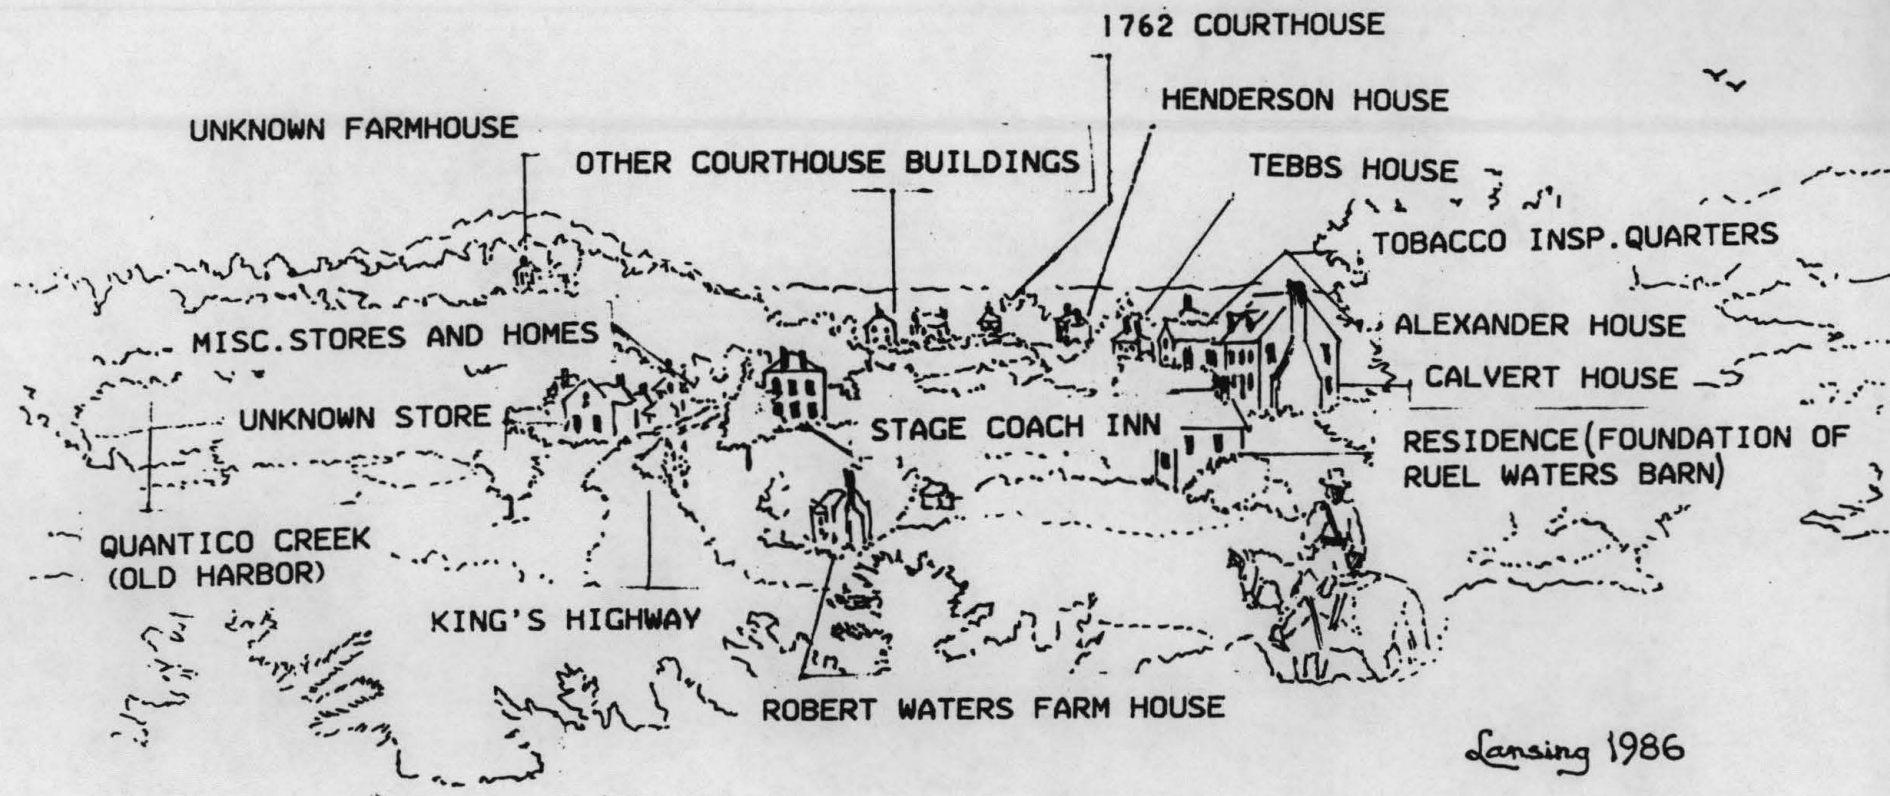 1762 COURTHOUSE
HENDERSON HOUSE
UNKNOWN FARMHOUSE
OTHER COURTHOUSE BUILDINGS
TEBBS HOUSE
TOBACCO INSP.QUARTERS
MISC.STORES AND HOMES
ALEXANDER HOUSE
CALVERT HOUSE
UNKNOWN STORE
STAGE COACH INN
RESIDENCE(FOUNDATION OF
RUEL WATERS BARN)
QUANTICO CREEK
(OLD HARBOR)
KING'S HIGHWAY
ROBERT WATERS FARM HOUSE
Lansing 1986